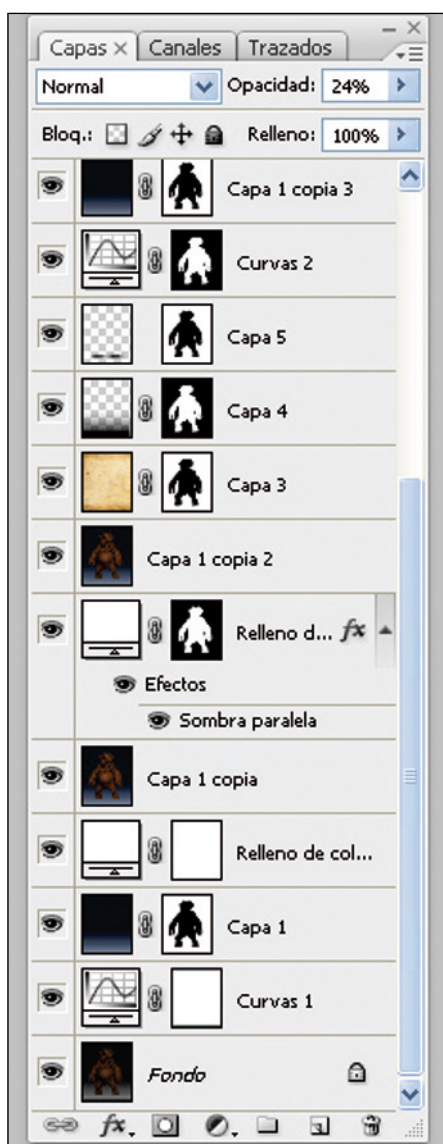 Capas × Canales Trazados
Normal Opacidad: 24%
Bloq.: Relleno: 100%
Capa 1 copia 3
Curvas 2
Capa 5
Capa 4
Capa 3
Capa 1 copia 2
Relleno d... fx
Efectos
Sombra paralela
Capa 1 copia
Relleno de col...
Capa 1
Curvas 1
Fondo
fx.